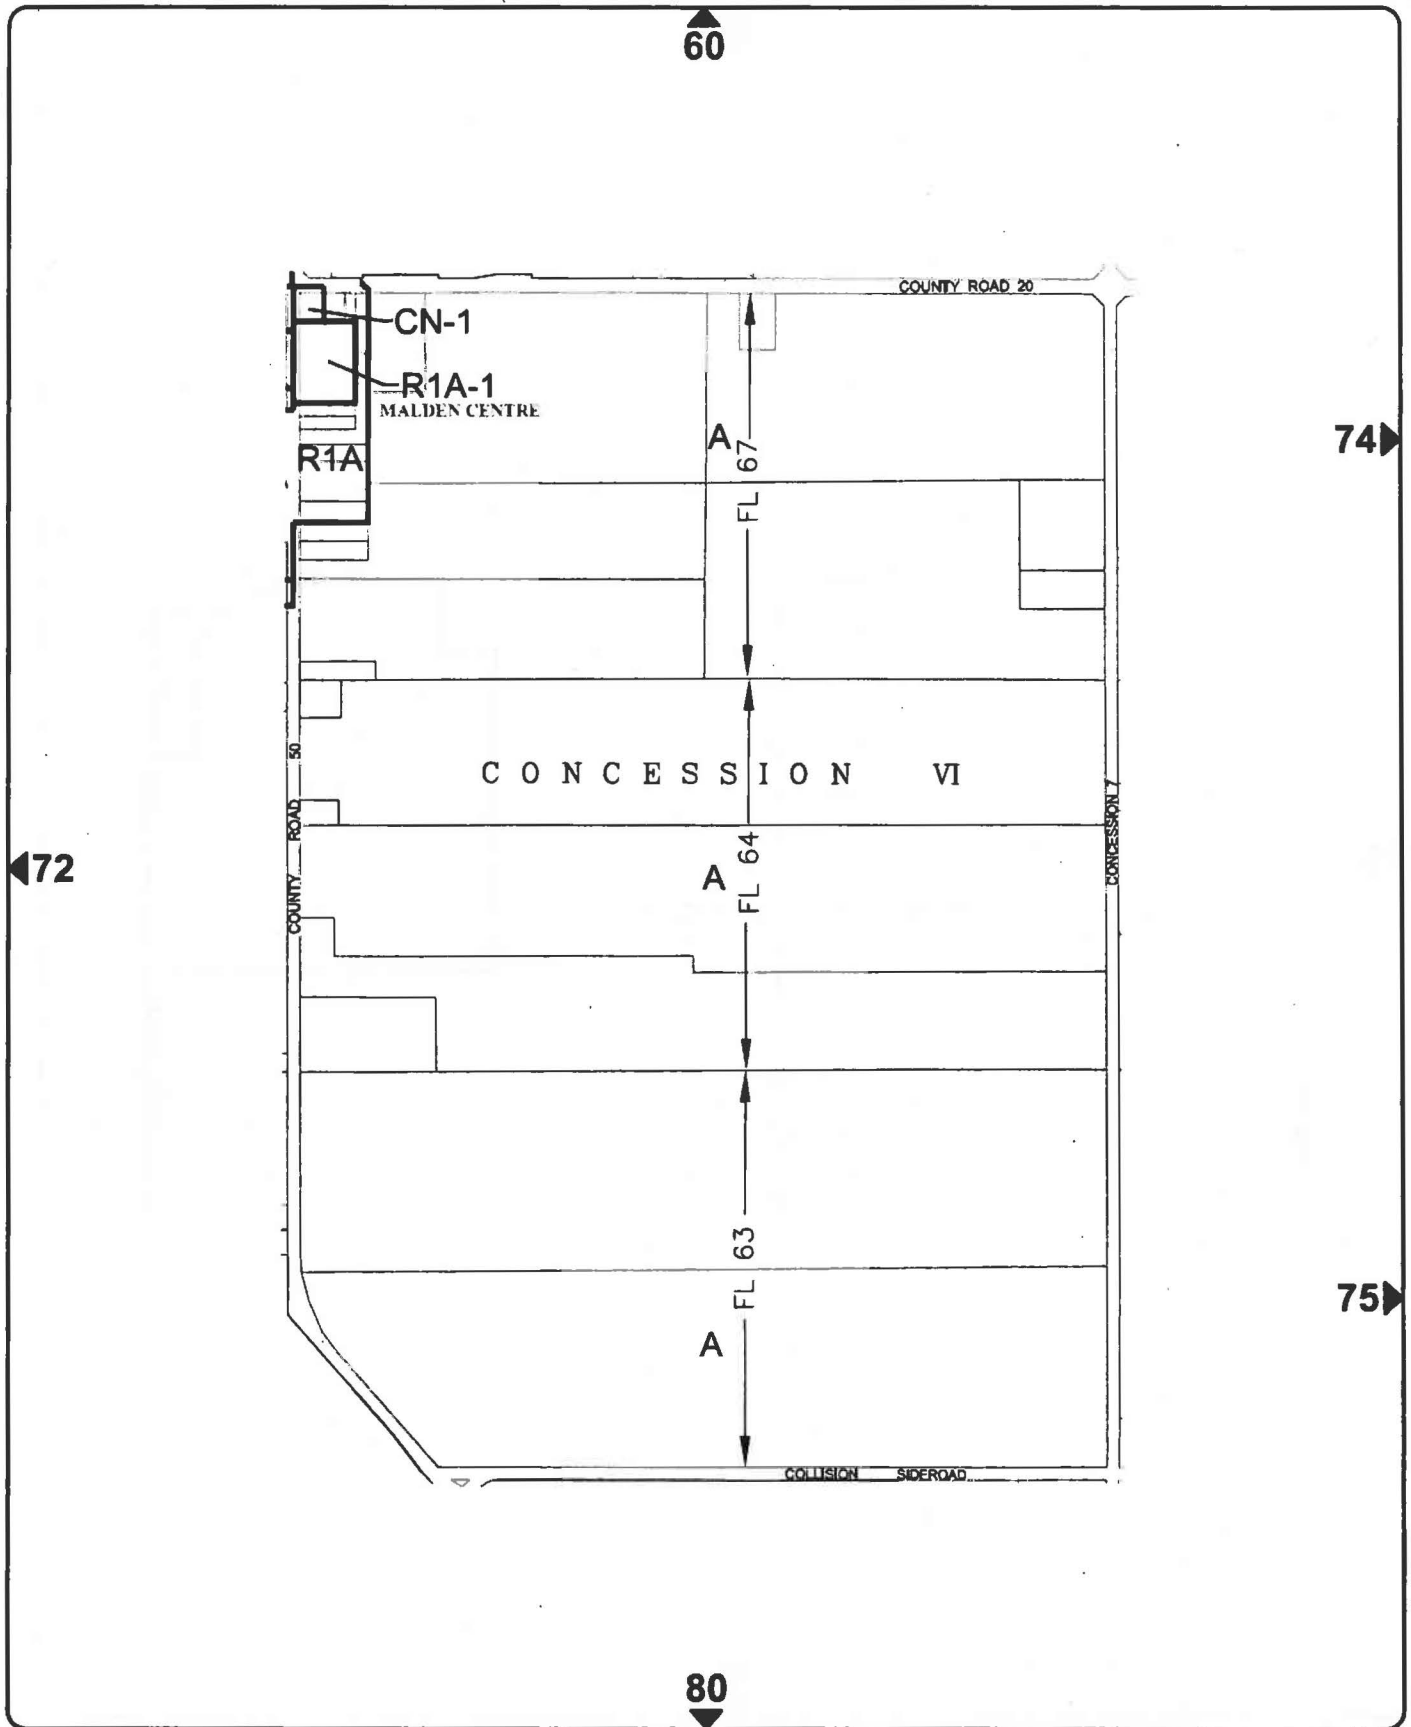 60
COUNTY ROAD 20
CN-1
R1A-1
MALDEN CENTRE
74
A
FL 67
R1A
COUNTY ROAD 50
CONCESSION VI
CONCESSION 7
72
A
FL 64
FL 63
75
A
COLLISION SIDEROAD
80